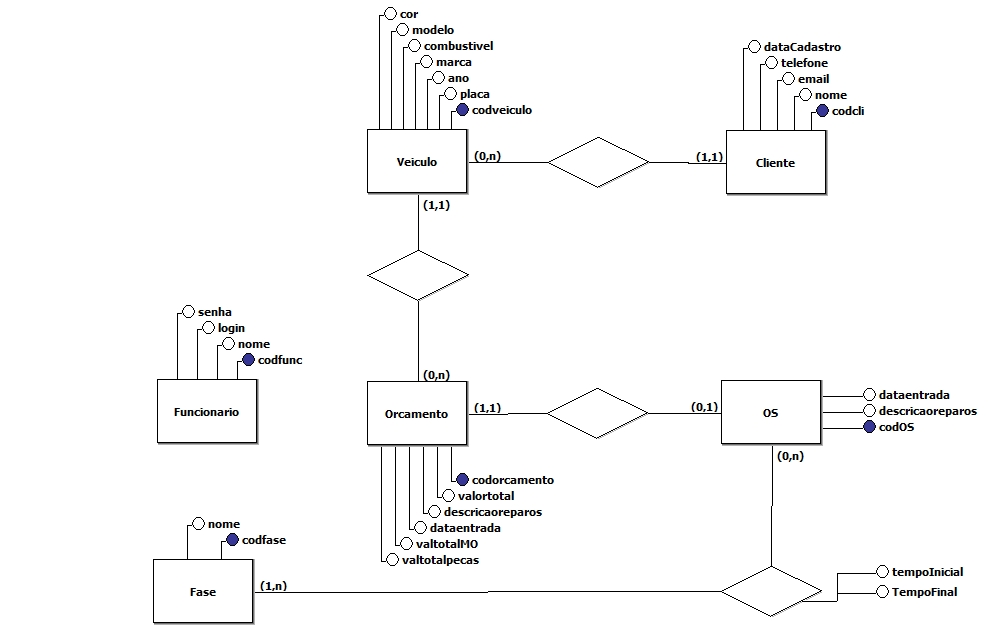 cor
modelo
combustivel
marca
ano
placa
codveiculo
dataCadastro
telefone
email
nome
codcli
Veiculo
(0,n)
(1,1)
Cliente
(1,1)
senha
login
nome
codfunc
Funcionario
(0,n)
Orcamento
(1,1)
(0,1)
OS
dataentrada
descricaoreparos
codOS
(0,n)
codorcamento
valortotal
descricaoreparos
dataentrada
valtotalMO
valtotalpecas
nome
codfase
Fase
(1,n)
tempoInicial
TempoFinal